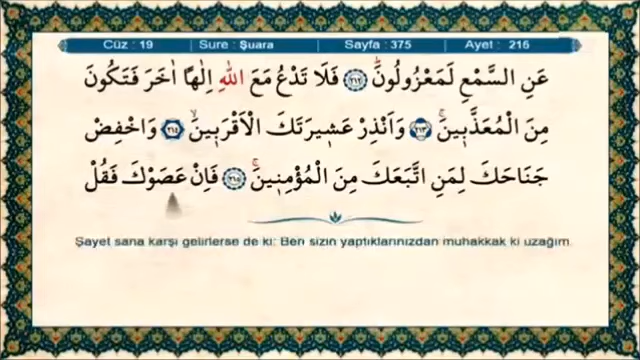 Cüz : 19 | Sure : Şuara | Sayfa : 375 | Ayet : 216
عَنِ السَّمْعِ لَمَعْزُولُونَۜ ﴿٢١٢﴾ فَلَا تَدْعُ مَعَ اللّٰهِ اِلٰهًا اٰخَرَ فَتَكُونَ
مِنَ الْمُعَذَّب۪ينَۚ ﴿٢١٣﴾ وَاَنْذِرْ عَش۪يرَتَكَ الْاَقْرَب۪ينَۙ ﴿٢١٤﴾ وَاخْفِضْ
جَنَاحَكَ لِمَنِ اتَّبَعَكَ مِنَ الْمُؤْمِن۪ينَۚ ﴿٢١٥﴾ فَاِنْ عَصَوْكَ فَقُلْ
Şayet sana karşı gelirlerse de ki: Ben sizin yaptıklarınızdan muhakkak ki uzağım.